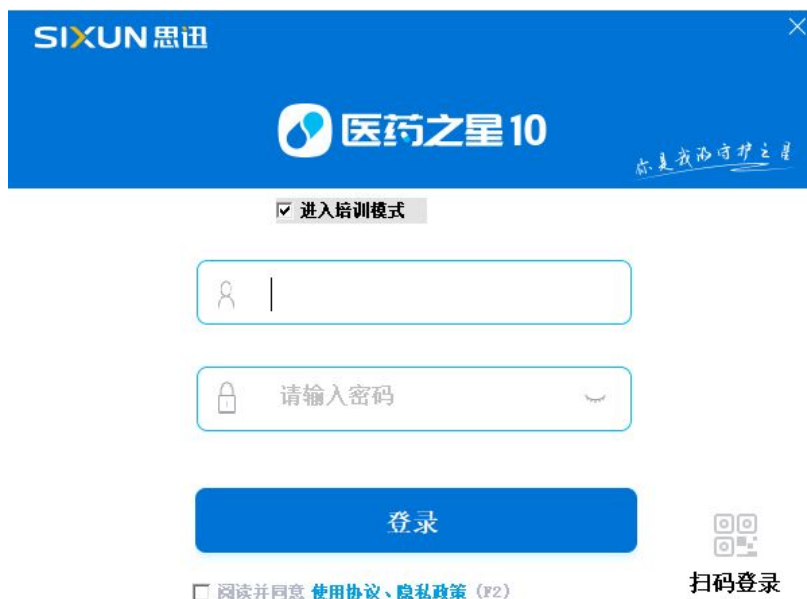 SIXUN思迅
医药之星10
你是我的守护之星
进入培训模式
请输入密码
登录
扫码登录
阅读并同意 使用协议、隐私政策 (F2)